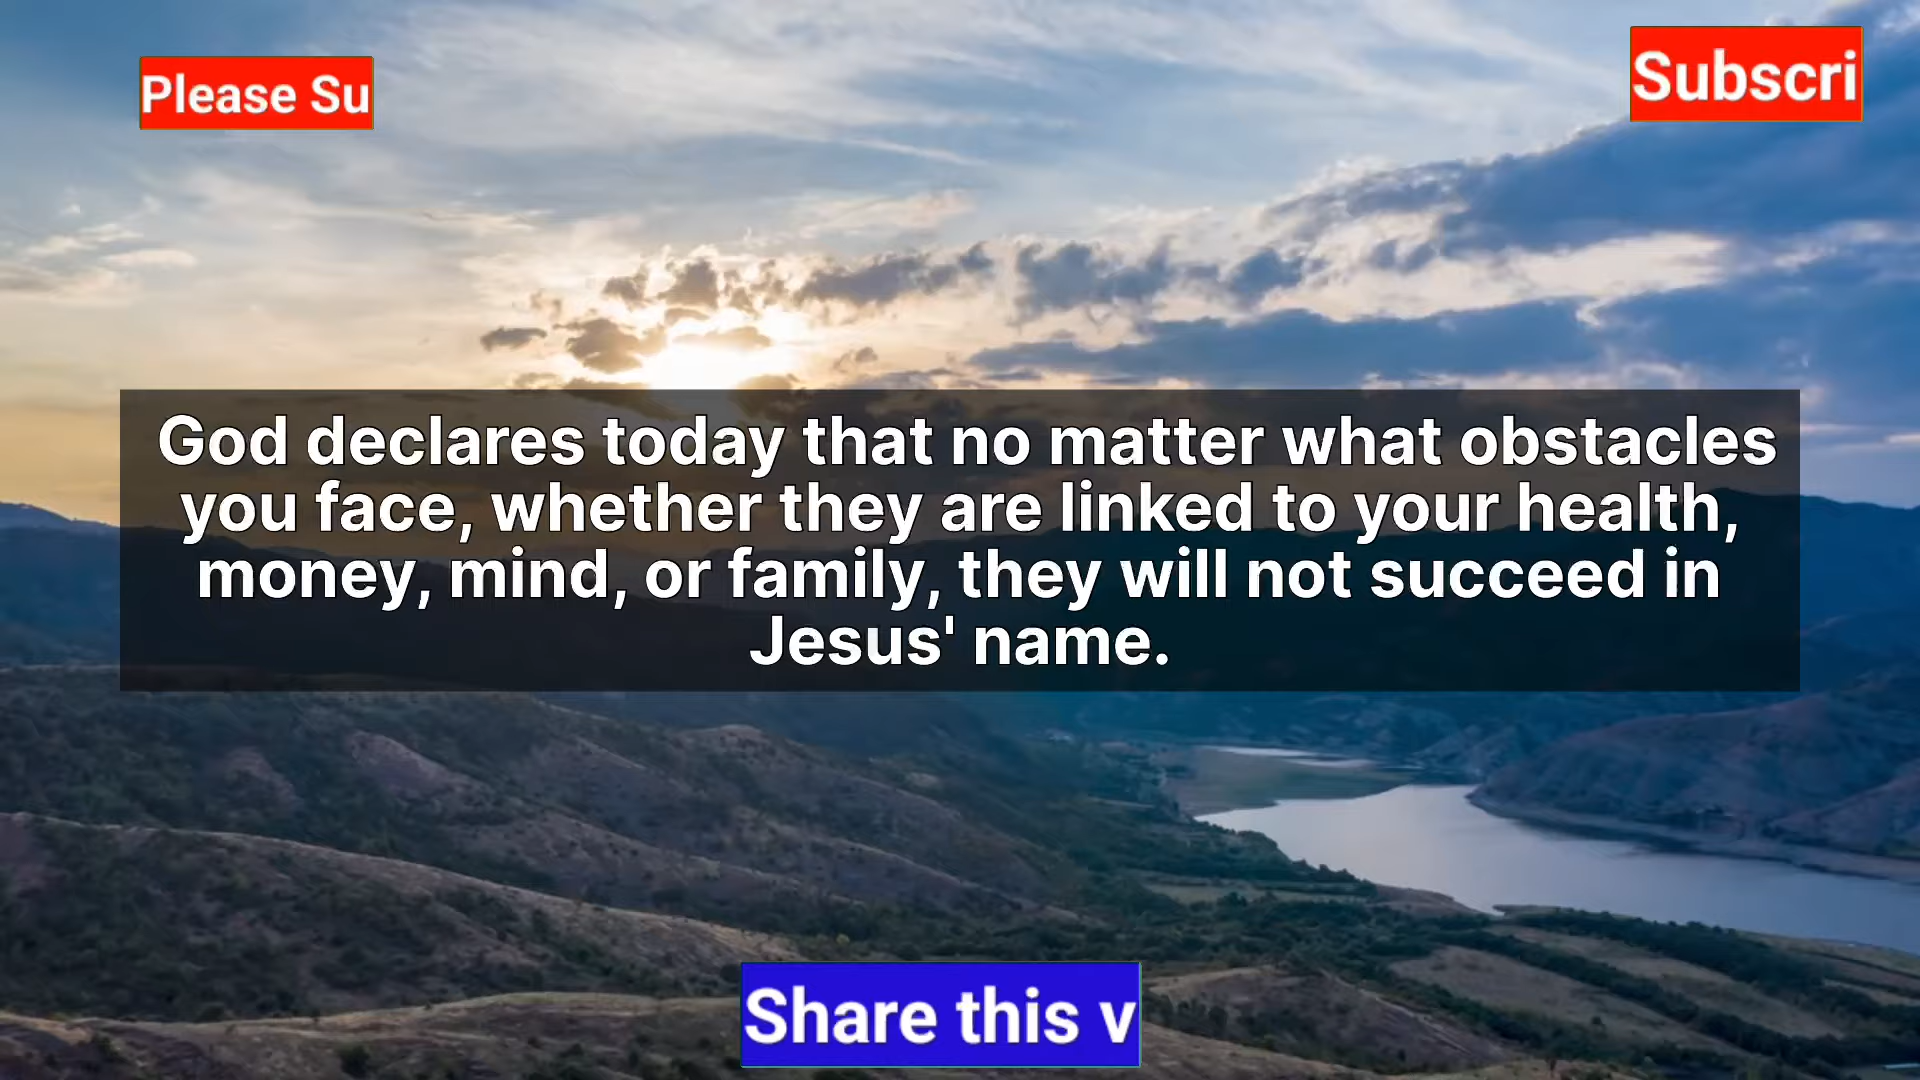 Please Su
Subscri
God declares today that no matter what obstacles
you face, whether they are linked to your health,
money, mind, or family, they will not succeed in
Jesus' name.
Share this v